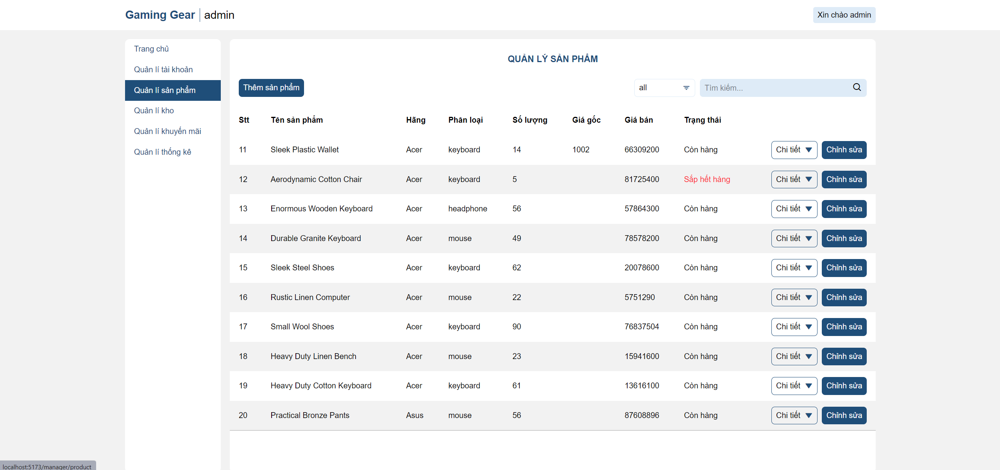 Gaming Gear admin Xin chào admin
Trang chủ
Quản lí tài khoản
Quản lí sản phẩm
Quản lí kho
Quản lí khuyến mãi
Quản lí thống kê
QUẢN LÝ SẢN PHẨM
Thêm sản phẩm all Tìm kiếm...
Stt Tên sản phẩm Hãng Phân loại Số lượng Giá gốc Giá bán Trạng thái
11 Sleek Plastic Wallet Acer keyboard 14 1002 66309200 Còn hàng Chi tiết Chỉnh sửa
12 Aerodynamic Cotton Chair Acer keyboard 5 81725400 Sắp hết hàng Chi tiết Chỉnh sửa
13 Enormous Wooden Keyboard Acer headphone 56 57864300 Còn hàng Chi tiết Chỉnh sửa
14 Durable Granite Keyboard Acer mouse 49 78578200 Còn hàng Chi tiết Chỉnh sửa
15 Sleek Steel Shoes Acer keyboard 62 20078600 Còn hàng Chi tiết Chỉnh sửa
16 Rustic Linen Computer Acer mouse 22 5751290 Còn hàng Chi tiết Chỉnh sửa
17 Small Wool Shoes Acer keyboard 90 76837504 Còn hàng Chi tiết Chỉnh sửa
18 Heavy Duty Linen Bench Acer mouse 23 15941600 Còn hàng Chi tiết Chỉnh sửa
19 Heavy Duty Cotton Keyboard Acer keyboard 61 13616100 Còn hàng Chi tiết Chỉnh sửa
20 Practical Bronze Pants Asus mouse 56 87608896 Còn hàng Chi tiết Chỉnh sửa
localhost:5173/manager/product